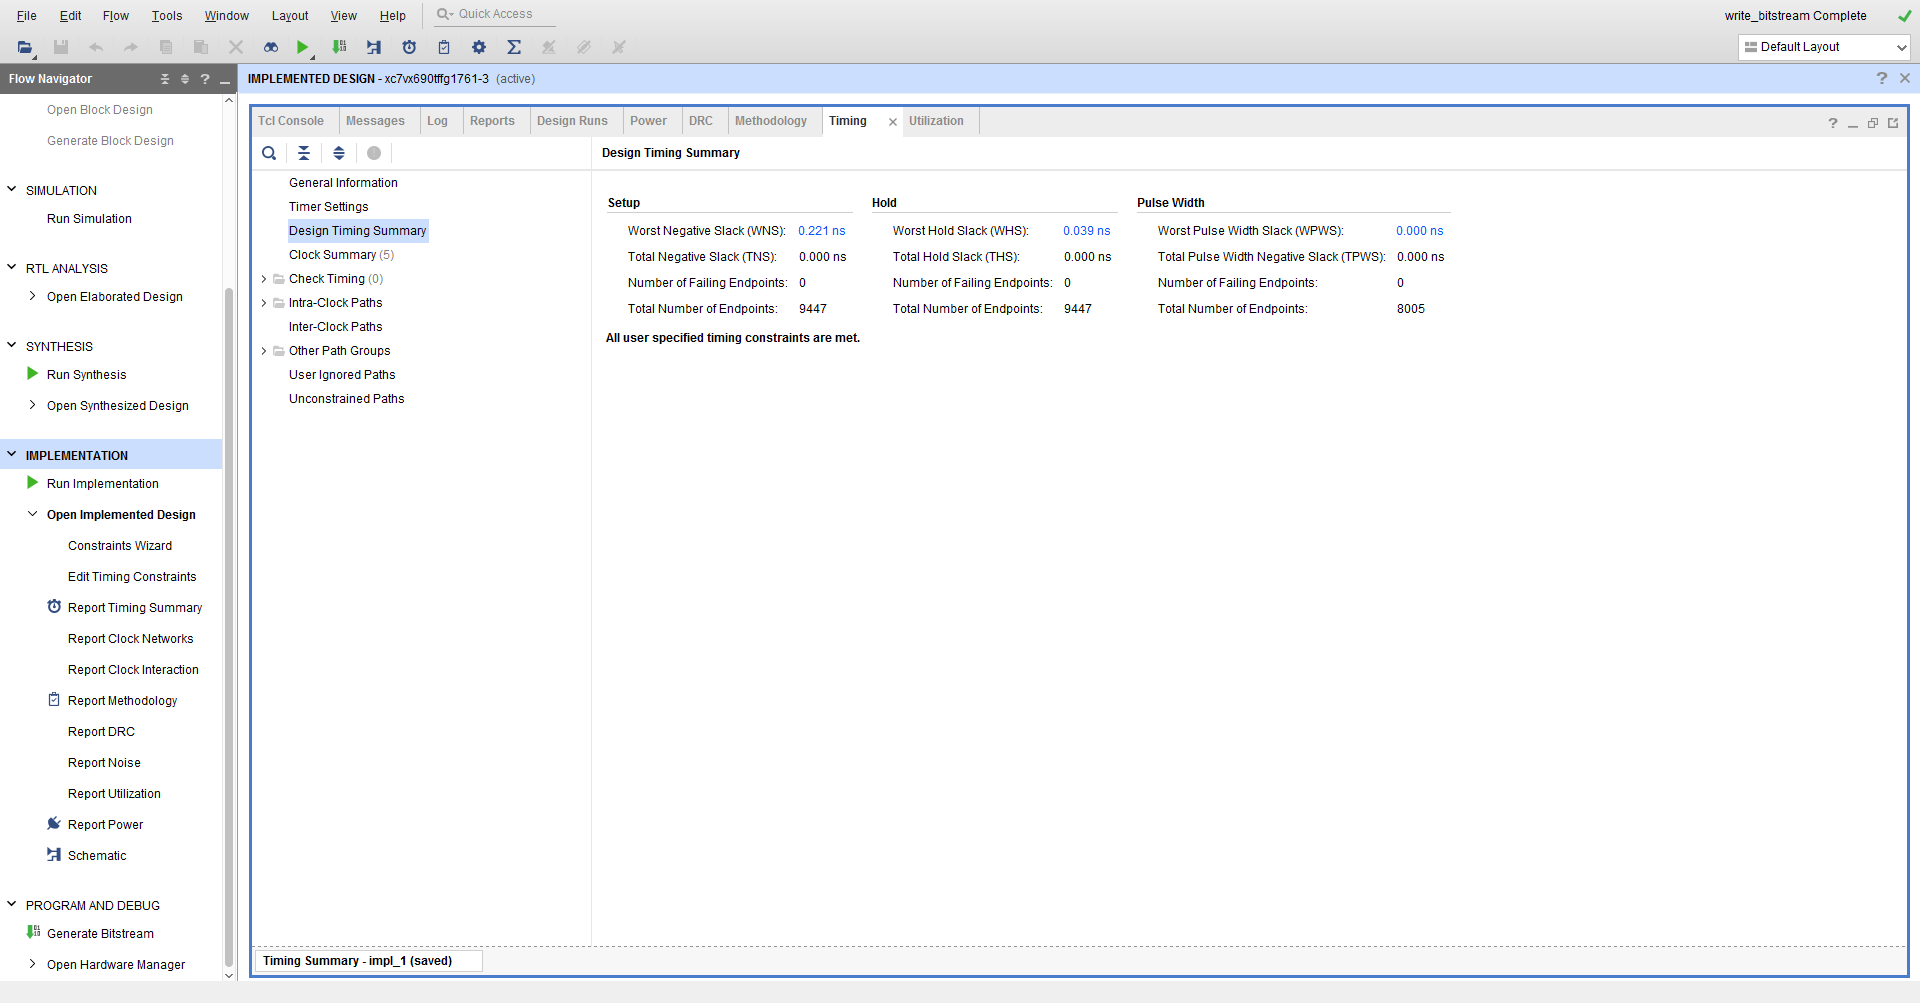 File Edit Flow Tools Window Layout View Help Quick Access write_bitstream Complete
Default Layout
Flow Navigator ? _
IMPLEMENTED DESIGN - xc7vx690tffg1761-3 (active) ?
Open Block Design
Generate Block Design
SIMULATION
Run Simulation
RTL ANALYSIS
Open Elaborated Design
SYNTHESIS
Run Synthesis
Open Synthesized Design
IMPLEMENTATION
Run Implementation
Open Implemented Design
Constraints Wizard
Edit Timing Constraints
Report Timing Summary
Report Clock Networks
Report Clock Interaction
Report Methodology
Report DRC
Report Noise
Report Utilization
Report Power
Schematic
PROGRAM AND DEBUG
Generate Bitstream
Open Hardware Manager
Tcl Console Messages Log Reports Design Runs Power DRC Methodology Timing Utilization ?
General Information
Timer Settings
Design Timing Summary
Clock Summary (5)
Check Timing (0)
Intra-Clock Paths
Inter-Clock Paths
Other Path Groups
User Ignored Paths
Unconstrained Paths
Design Timing Summary
Setup Hold Pulse Width
Worst Negative Slack (WNS): 0.221 ns Worst Hold Slack (WHS): 0.039 ns Worst Pulse Width Slack (WPWS): 0.000 ns
Total Negative Slack (TNS): 0.000 ns Total Hold Slack (THS): 0.000 ns Total Pulse Width Negative Slack (TPWS): 0.000 ns
Number of Failing Endpoints: 0 Number of Failing Endpoints: 0 Number of Failing Endpoints: 0
Total Number of Endpoints: 9447 Total Number of Endpoints: 9447 Total Number of Endpoints: 8005
All user specified timing constraints are met.
Timing Summary - impl_1 (saved)